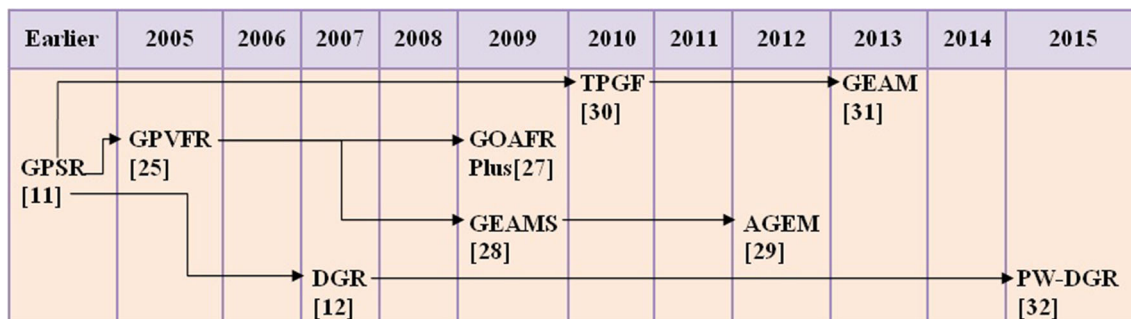 Earlier 2005 2006 2007 2008 2009 2010 2011 2012 2013 2014 2015
TPGF GEAM
[30] [31]
GPVFR GOAFR
[25] Plus[27]
GPSR
[11]
GEAMS AGEM
[28] [29]
DGR PW-DGR
[12] [32]